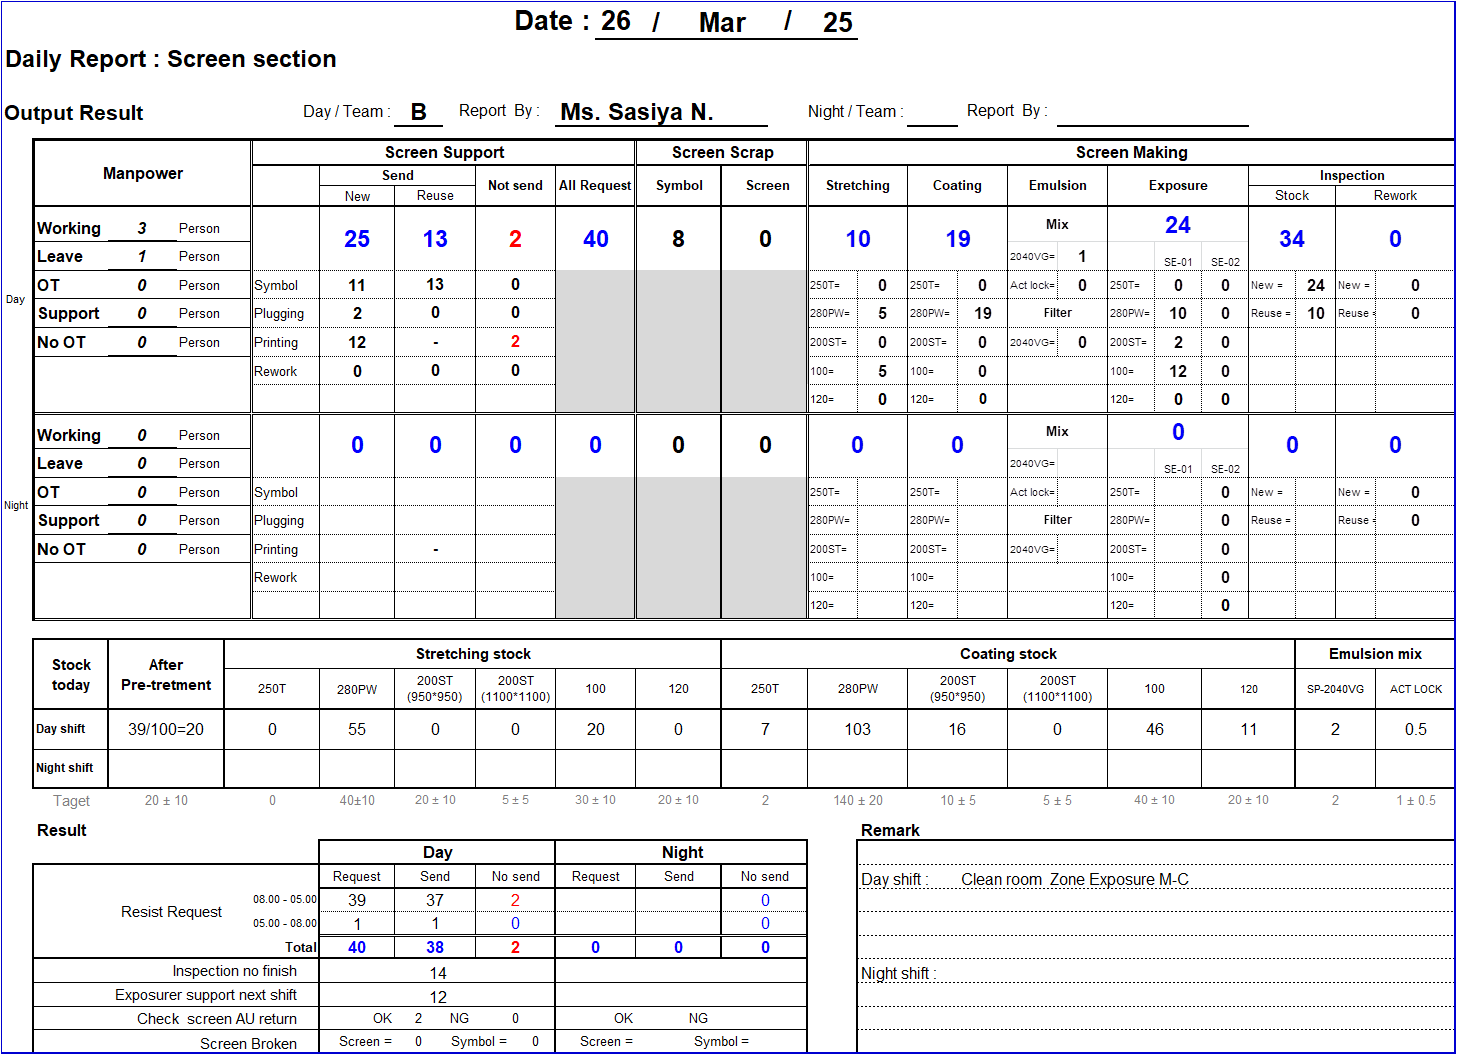 Date : 26 / Mar / 25
Daily Report : Screen section
Output Result Day / Team : B Report By : Ms. Sasiya N. Night / Team : Report By :
Manpower Screen Support Screen Scrap Screen Making
Send Not send All Request Symbol Screen Stretching Coating Emulsion Exposure Inspection
New Reuse Stock Rework
Day
Working 3 Person 25 13 2 40 8 0 10 19 Mix 24 34 0
Leave 1 Person 2040VG= 1 SE-01 SE-02
OT 0 Person Symbol 11 13 0 250T= 0 250T= 0 Act lock= 0 250T= 0 0 New = 24 New = 0
Support 0 Person Plugging 2 0 0 280PW= 5 280PW= 19 Filter 280PW= 10 0 Reuse = 10 Reuse = 0
No OT 0 Person Printing 12 - 2 200ST= 0 200ST= 0 2040VG= 0 200ST= 2 0
Rework 0 0 0 100= 5 100= 0 100= 12 0
120= 0 120= 0 120= 0 0
Night
Working 0 Person 0 0 0 0 0 0 0 0 Mix 0 0 0
Leave 0 Person 2040VG= SE-01 SE-02
OT 0 Person Symbol 250T= 250T= Act lock= 250T= 0 New = New = 0
Support 0 Person Plugging 280PW= 280PW= Filter 280PW= 0 Reuse = Reuse = 0
No OT 0 Person Printing - 200ST= 200ST= 2040VG= 200ST= 0
Rework 100= 100= 100= 0
120= 120= 120= 0
Stock today After Pre-tretment Stretching stock Coating stock Emulsion mix
250T 280PW 200ST (950*950) 200ST (1100*1100) 100 120 250T 280PW 200ST (950*950) 200ST (1100*1100) 100 120 SP-2040VG ACT LOCK
Day shift 39/100=20 0 55 0 0 20 0 7 103 16 0 46 11 2 0.5
Night shift
Taget 20 ± 10 0 40±10 20 ± 10 5 ± 5 30 ± 10 20 ± 10 2 140 ± 20 10 ± 5 5 ± 5 40 ± 10 20 ± 10 2 1 ± 0.5
Result Remark
Day Night
Request Send No send Request Send No send
Resist Request
08.00 - 05.00 39 37 2 0
05.00 - 08.00 1 1 0 0
Total 40 38 2 0 0 0
Inspection no finish 14
Exposurer support next shift 12
Check screen AU return OK 2 NG 0 OK NG
Screen Broken Screen = 0 Symbol = 0 Screen = Symbol =
Day shift : Clean room Zone Exposure M-C
Night shift :